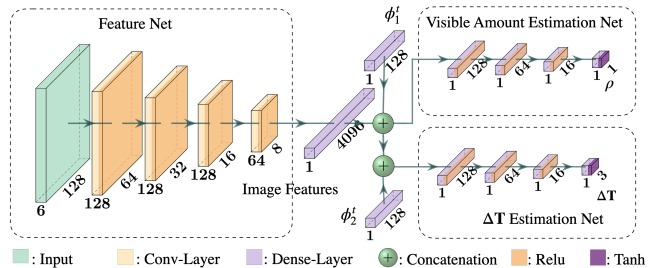 Feature Net
6
128
128
64
128
32
128
16
64
8
1
4096
Image Features
ϕ₁ᵗ
1
128
ϕ₂ᵗ
1
128
+
+
Visible Amount Estimation Net
1
128
1
64
1
16
1
1
ρ
1
128
1
64
1
16
1
3
ΔT
ΔT Estimation Net
: Input
: Conv-Layer
: Dense-Layer
+ : Concatenation
: Relu
: Tanh